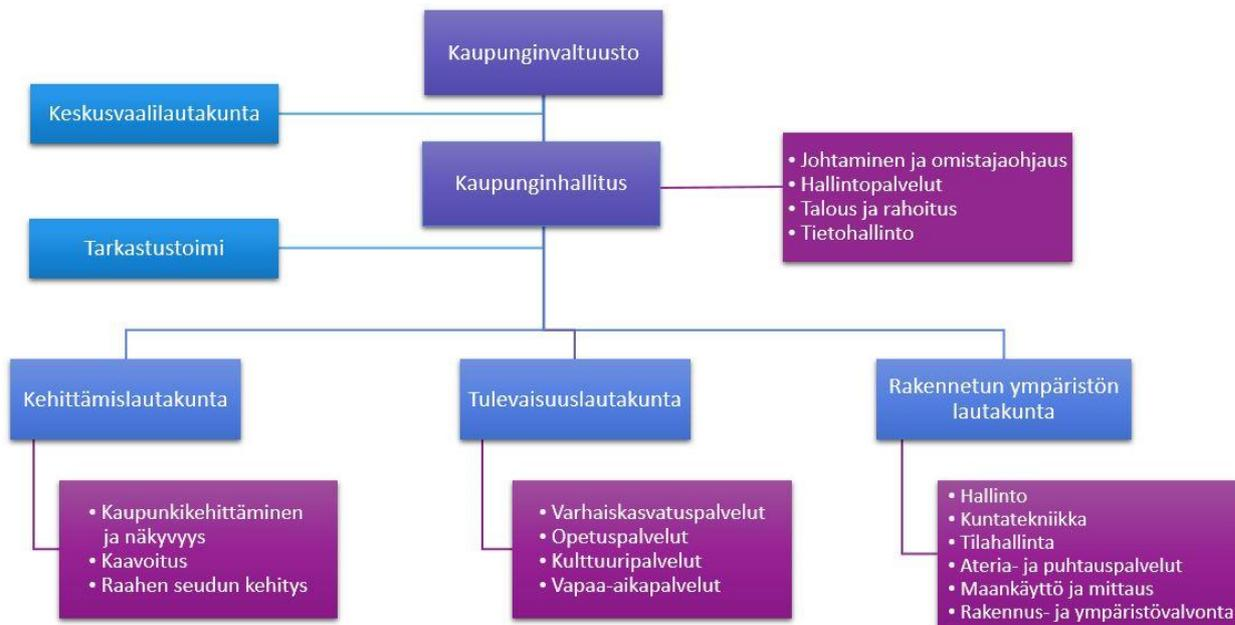 Kaupunginvaltuusto
Keskusvaalilautakunta
Kaupunginhallitus
• Johtaminen ja omistajaohjaus
• Hallintopalvelut
• Talous ja rahoitus
• Tietohallinto
Tarkastustoimi
Kehittämislautakunta
• Kaupunkikehittäminen
ja näkyvyys
• Kaavoitus
• Raahen seudun kehitys
Tulevaisuuslautakunta
• Varhaiskasvatuspalvelut
• Opetuspalvelut
• Kulttuuripalvelut
• Vapaa-aikapalvelut
Rakennetun ympäristön
lautakunta
• Hallinto
• Kuntatekniikka
• Tilahallinta
• Ateria- ja puhtauspalvelut
• Maankäyttö ja mittaus
• Rakennus- ja ympäristövalvonta